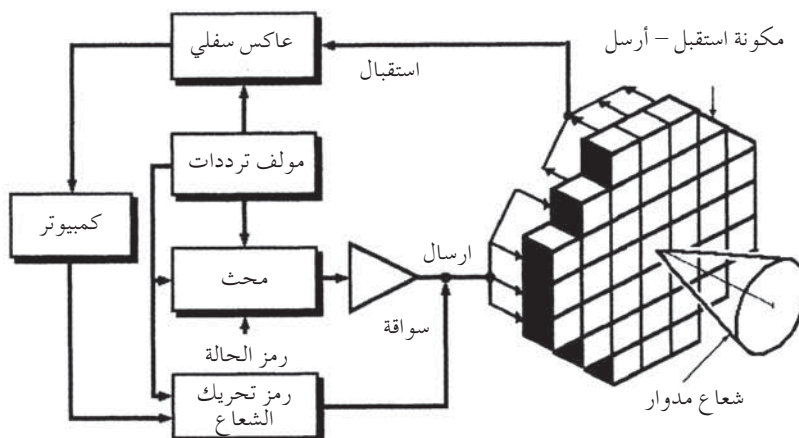 مكونة استقبل – أرسل
عاكس سفلي
استقبال
مولف ترددات
كمبيوتر
محث
ارسال
سواقة
رمز الحالة
رمز تحريك
الشعاع
شعاع مدوار